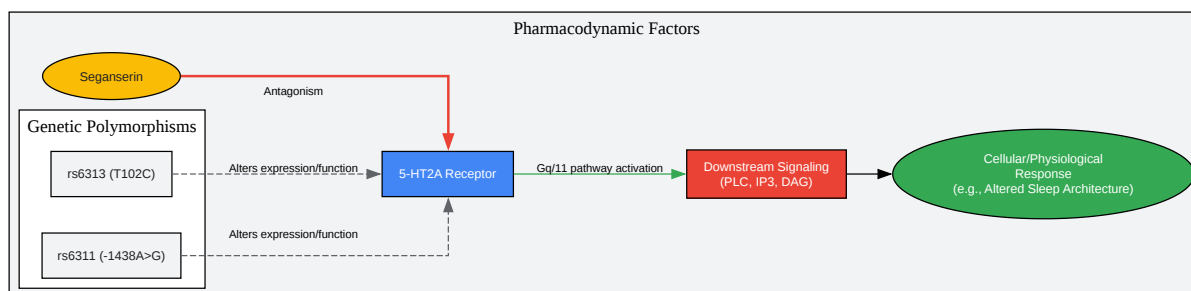 Pharmacodynamic Factors
Seganserin
Antagonism
Genetic Polymorphisms
rs6313 (T102C)
Alters expression/function
5-HT2A Receptor
Gq/11 pathway activation
Downstream Signaling
(PLC, IP3, DAG)
Cellular/Physiological
Response
(e.g., Altered Sleep Architecture)
rs6311 (-1438A>G)
Alters expression/function